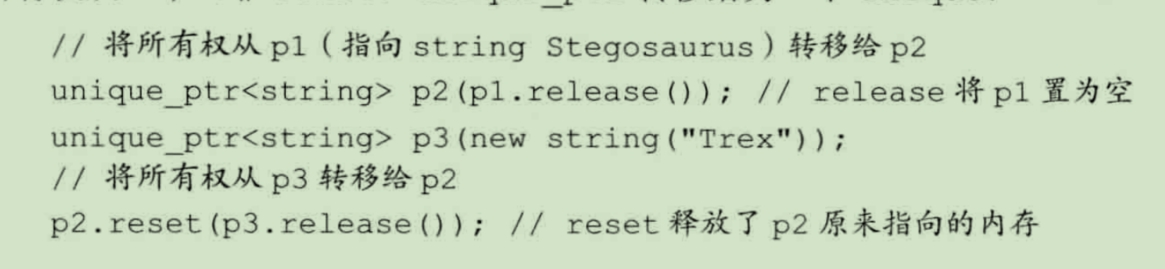 // 将所有权从 p1 (指向 string Stegosaurus) 转移给 p2
unique_ptr<string> p2(p1.release()); // release 将 p1 置为空
unique_ptr<string> p3(new string("Trex"));
// 将所有权从 p3 转移给 p2
p2.reset(p3.release()); // reset 释放了 p2 原来指向的内存